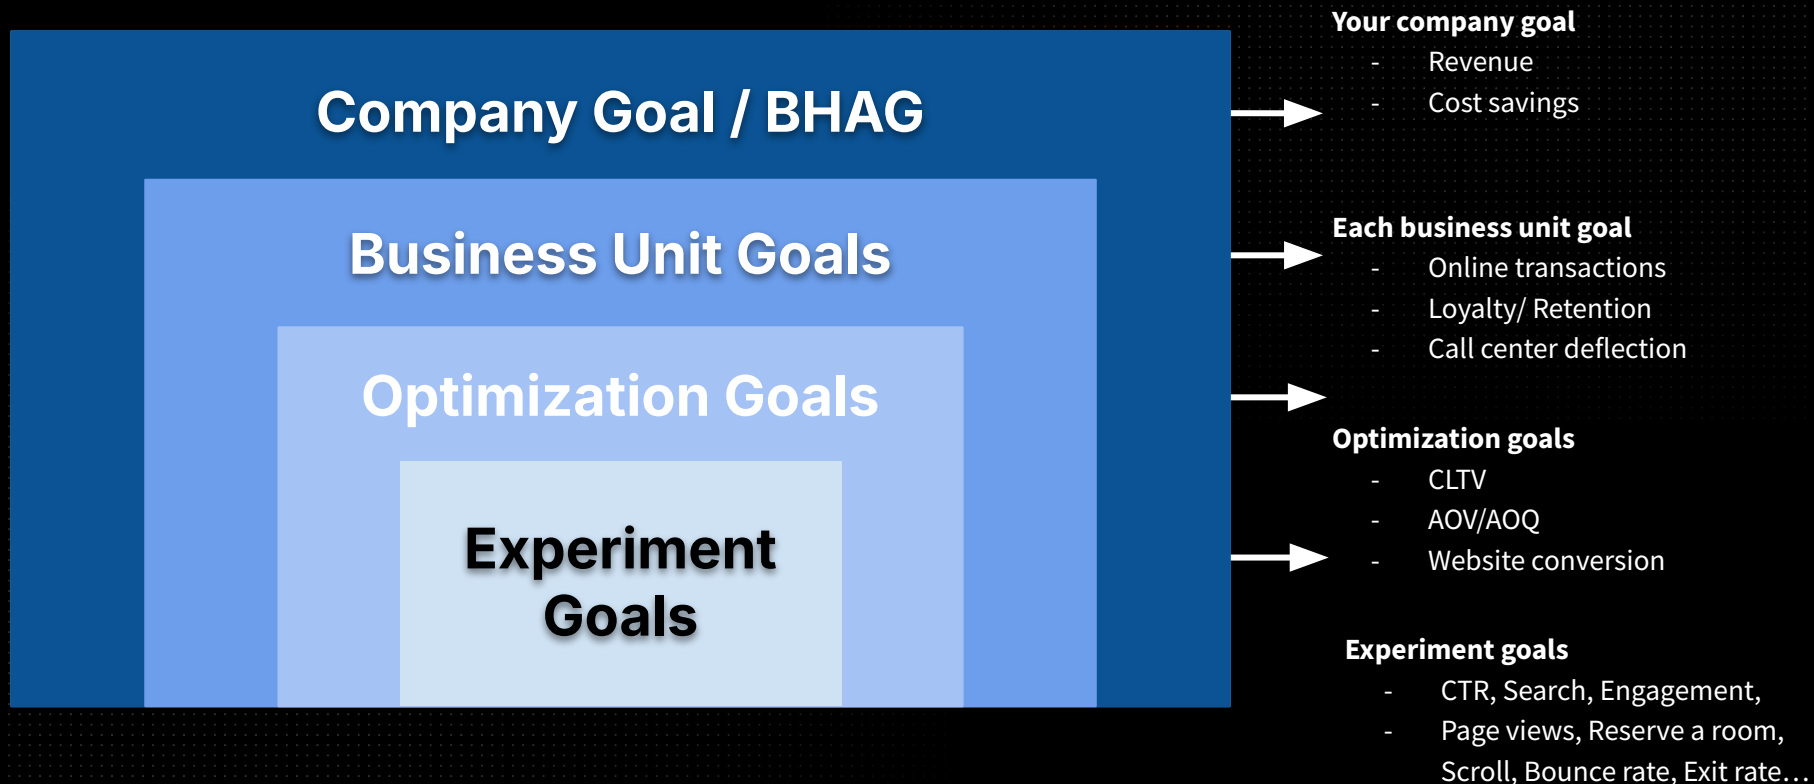 Company Goal / BHAG
Business Unit Goals
Optimization Goals
Experiment
Goals
Your company goal
- Revenue
- Cost savings
Each business unit goal
- Online transactions
- Loyalty/ Retention
- Call center deflection
Optimization goals
- CLTV
- AOV/AOQ
- Website conversion
Experiment goals
- CTR, Search, Engagement,
- Page views, Reserve a room,
Scroll, Bounce rate, Exit rate…